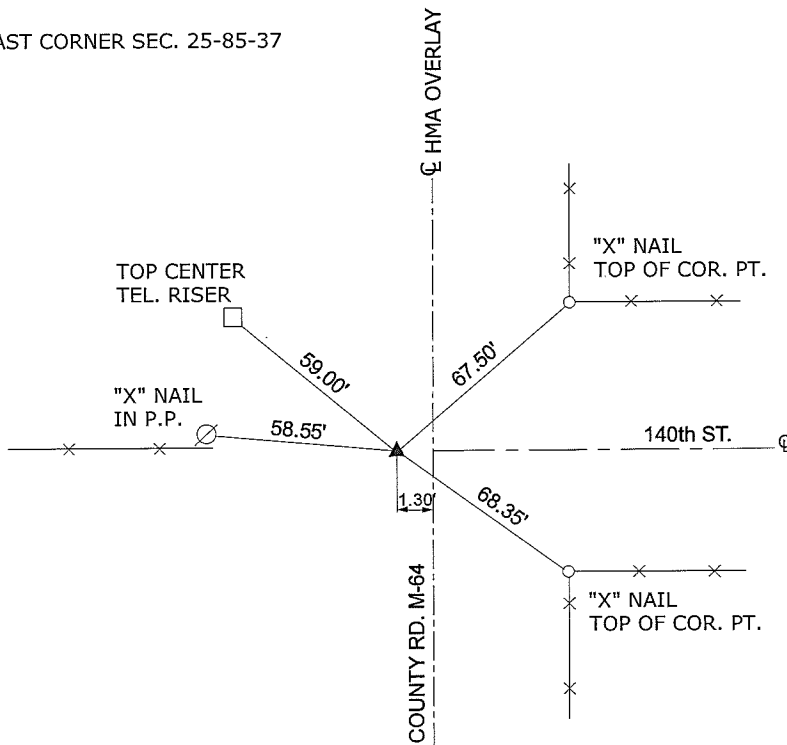 AST CORNER SEC. 25-85-37
℄ HMA OVERLAY
"X" NAIL
TOP OF COR. PT.
TOP CENTER
TEL. RISER
59.00'
67.50'
"X" NAIL
IN P.P.
58.55'
140th ST.
℄
1.30'
68.35'
COUNTY RD. M-64
"X" NAIL
TOP OF COR. PT.